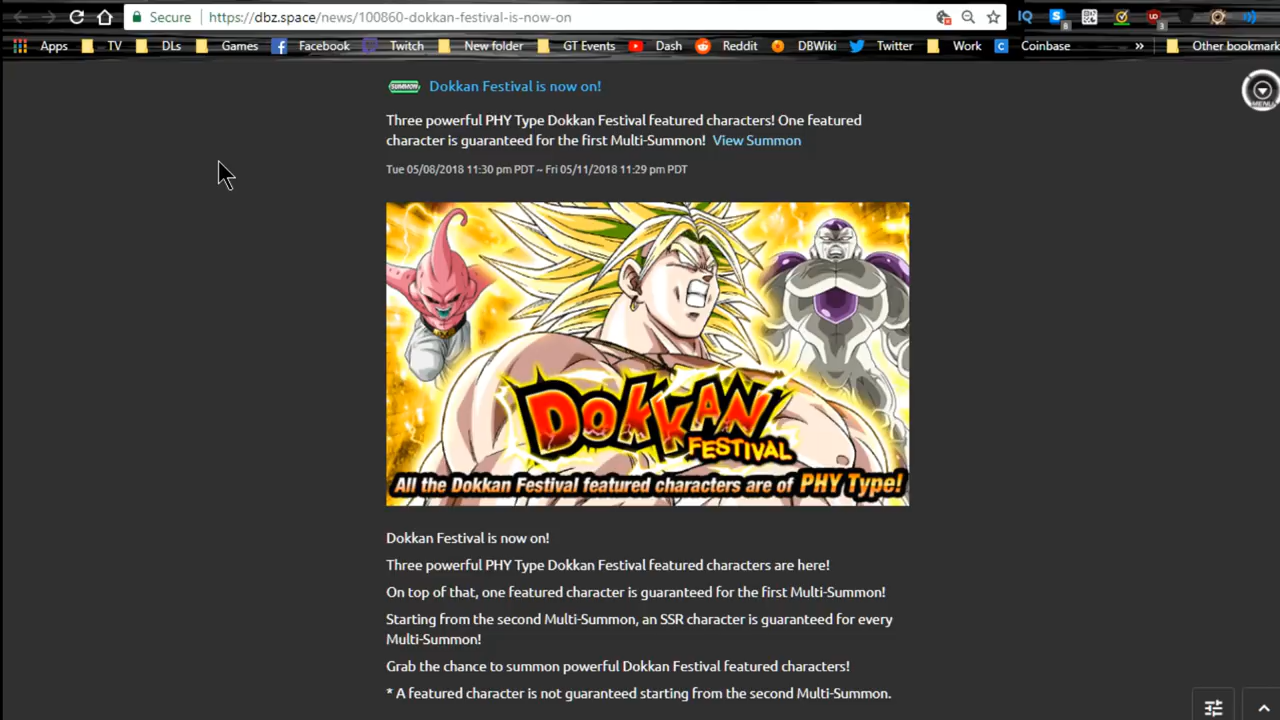 Secure https://dbz.space/news/100860-dokkan-festival-is-now-on
Apps TV DLs Games Facebook Twitch New folder GT Events Dash Reddit DBWiki Twitter Work Coinbase » Other bookmark
SUMMON Dokkan Festival is now on!
MENU
Three powerful PHY Type Dokkan Festival featured characters! One featured
character is guaranteed for the first Multi-Summon! View Summon
Tue 05/08/2018 11:30 pm PDT ~ Fri 05/11/2018 11:29 pm PDT
DOKKAN
FESTIVAL
All the Dokkan Festival featured characters are of PHY Type!
Dokkan Festival is now on!
Three powerful PHY Type Dokkan Festival featured characters are here!
On top of that, one featured character is guaranteed for the first Multi-Summon!
Starting from the second Multi-Summon, an SSR character is guaranteed for every
Multi-Summon!
Grab the chance to summon powerful Dokkan Festival featured characters!
* A featured character is not guaranteed starting from the second Multi-Summon.